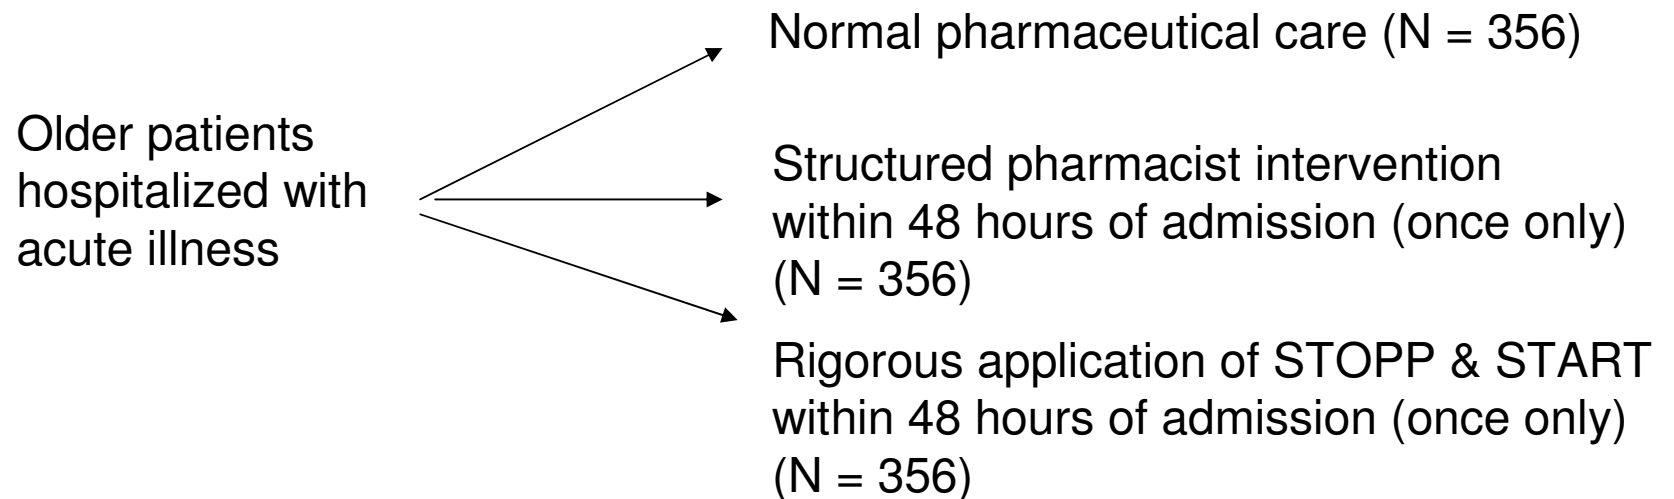 Older patients
hospitalized with
acute illness
Normal pharmaceutical care (N = 356)
Structured pharmacist intervention
within 48 hours of admission (once only)
(N = 356)
Rigorous application of STOPP & START
within 48 hours of admission (once only)
(N = 356)